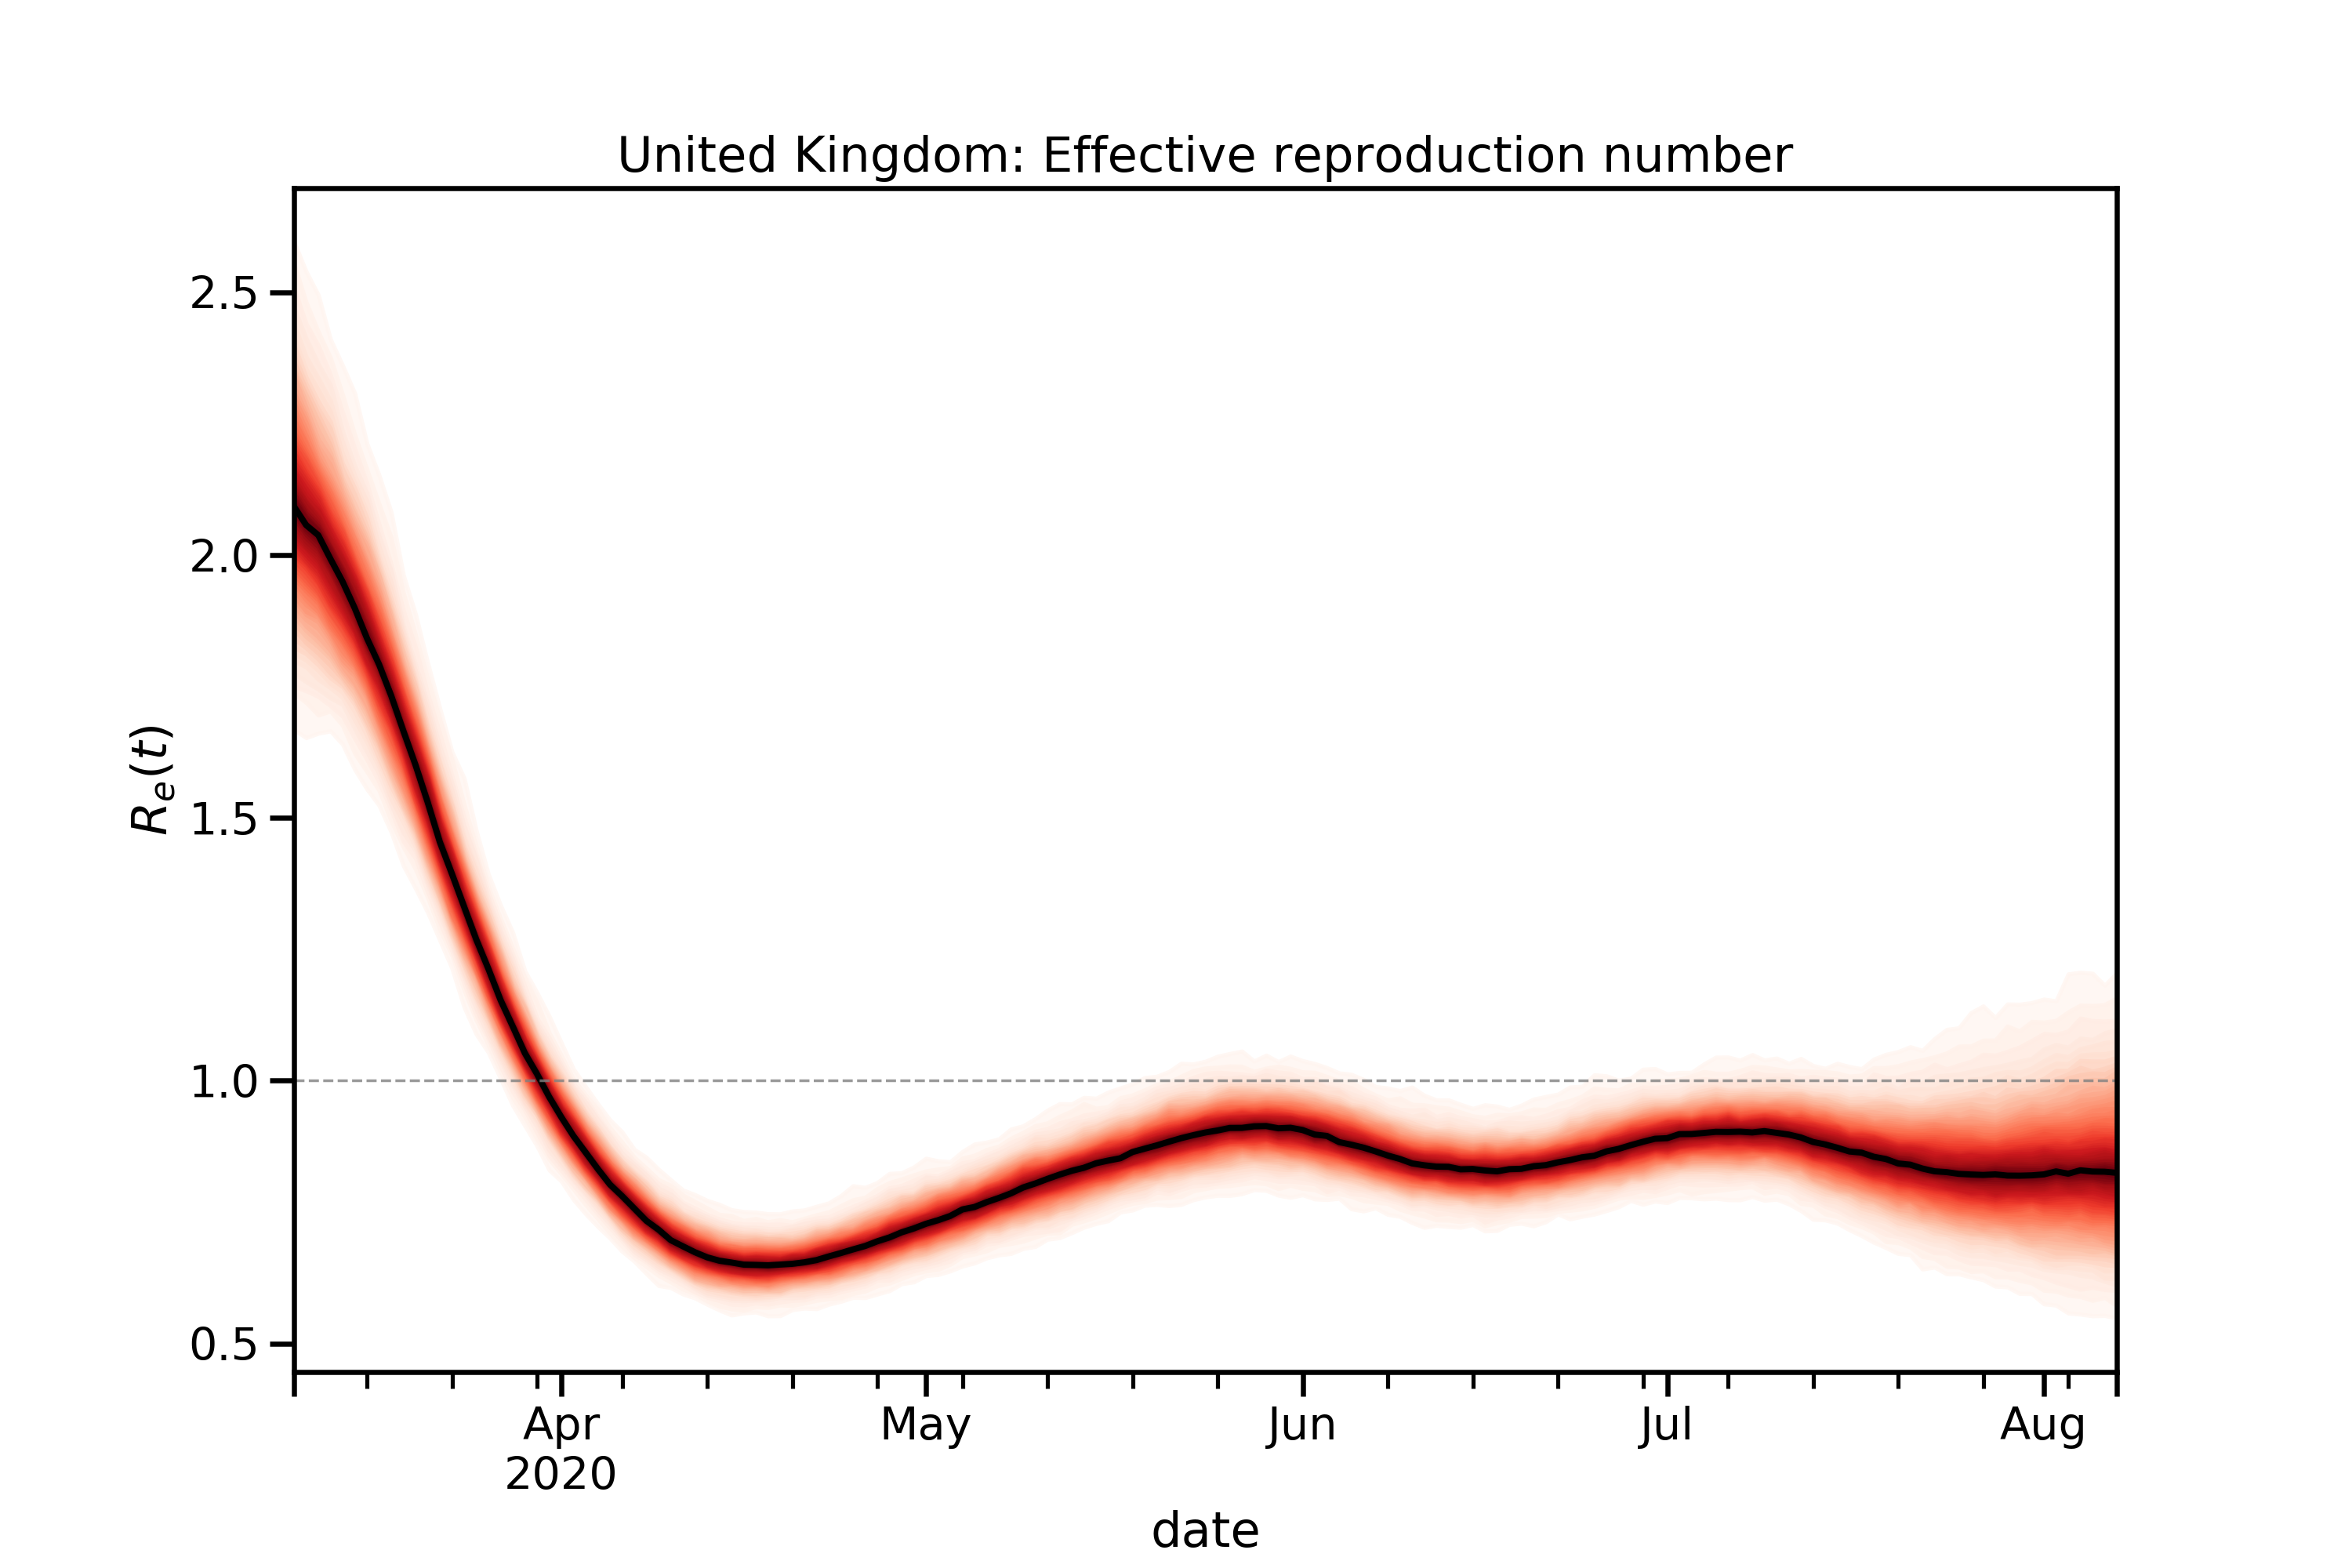 United Kingdom: Effective reproduction number
2.5
2.0
1.5
1.0
0.5
Rₑ(t)
Apr May Jun Jul Aug
2020
date